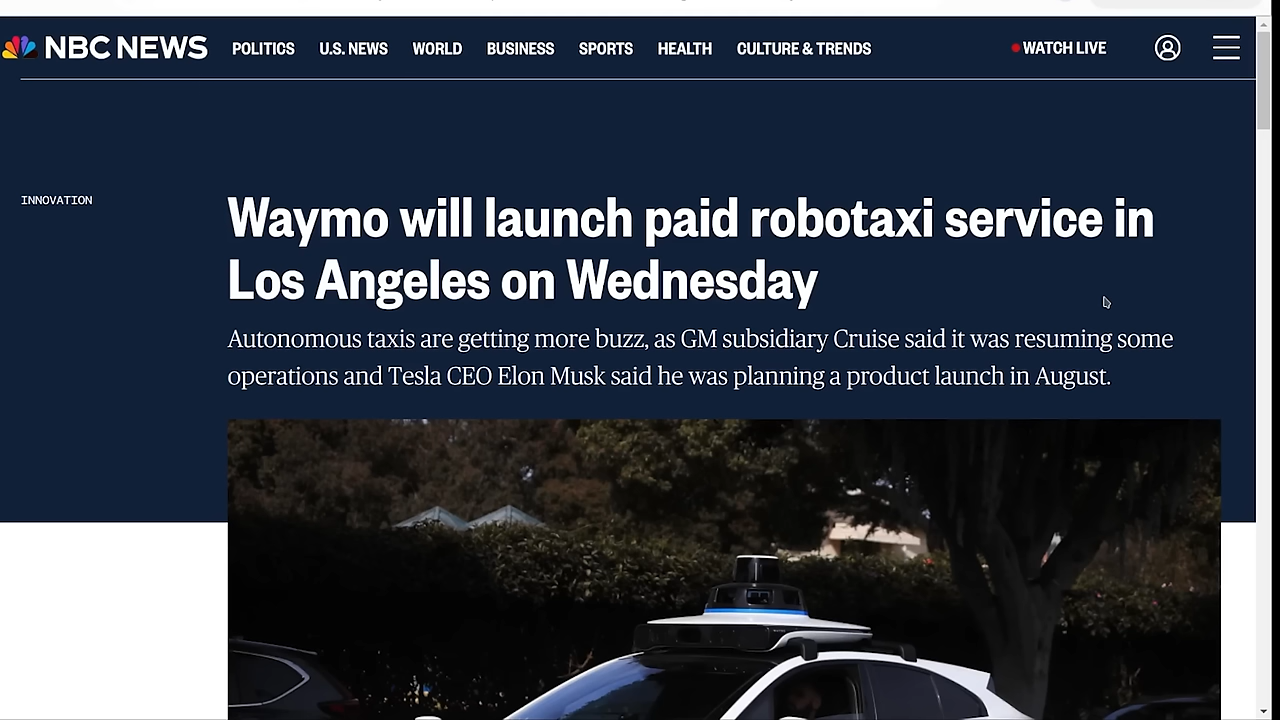 NBC NEWS POLITICS U.S. NEWS WORLD BUSINESS SPORTS HEALTH CULTURE & TRENDS WATCH LIVE
INNOVATION
Waymo will launch paid robotaxi service in
Los Angeles on Wednesday
Autonomous taxis are getting more buzz, as GM subsidiary Cruise said it was resuming some
operations and Tesla CEO Elon Musk said he was planning a product launch in August.